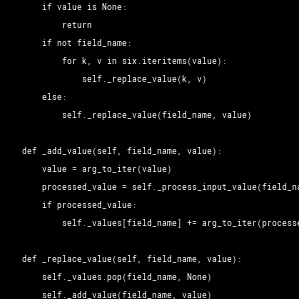 if value is None:
return
if not field_name:
for k, v in six.iteritems(value):
self._replace_value(k, v)
else:
self._replace_value(field_name, value)
def _add_value(self, field_name, value):
value = arg_to_iter(value)
processed_value = self._process_input_value(field_na
if processed_value:
self._values[field_name] += arg_to_iter(processe
def _replace_value(self, field_name, value):
self._values.pop(field_name, None)
self._add_value(field_name, value)